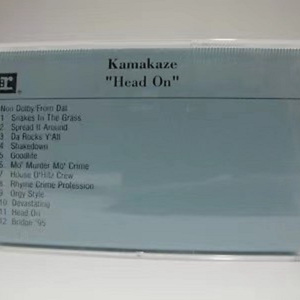 Kamakaze
"Head On"
Non Dolby From Dat
1 Snakes In The Grass
2 Spread It Around
3 Da Rocks Y'All
4 Shakedown
5 Goodlife
6. Mo' Murder Mo' Crime
7 House O'Hitz Crew
8. Rhyme Crime Profession
9 Orgy Style
10 Devastating
11 Head On
12 Bridge '95